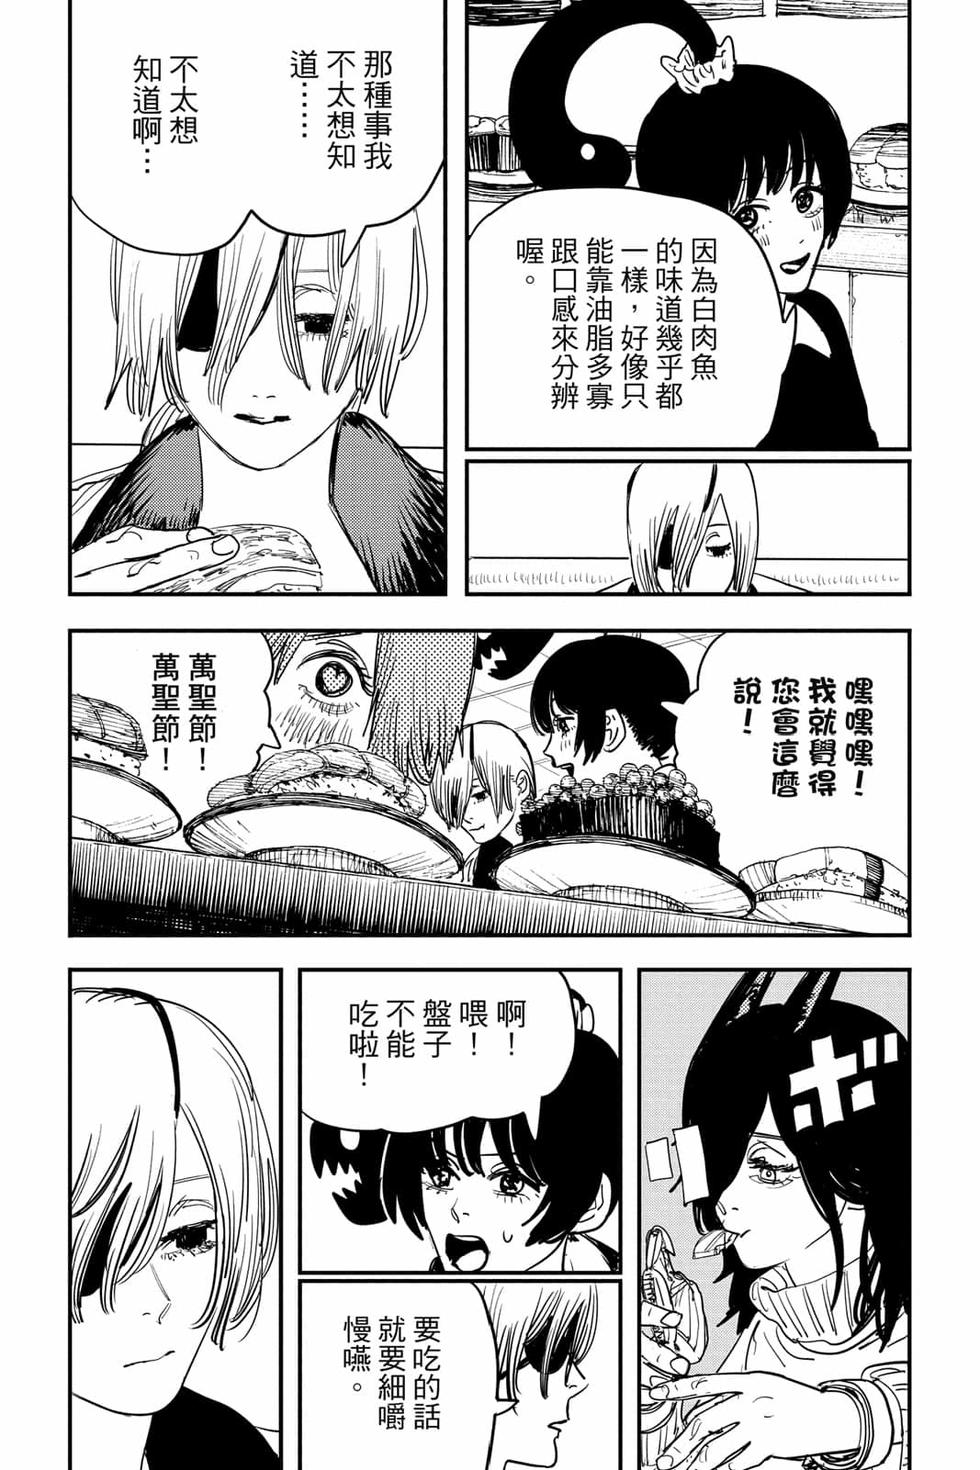 因為白肉魚
的味道幾乎都
一樣，好像只
能靠油脂多寡
跟口感來分辨
喔。
那種事我
不太想知
道……
不太想
知道啊…
嘿嘿嘿！
我就覺得
您會這麼
說！
萬聖節！
萬聖節！
ボ
啊！
喂！
盤子
不能
吃啦！
要吃的話
就要細嚼
慢嚥。